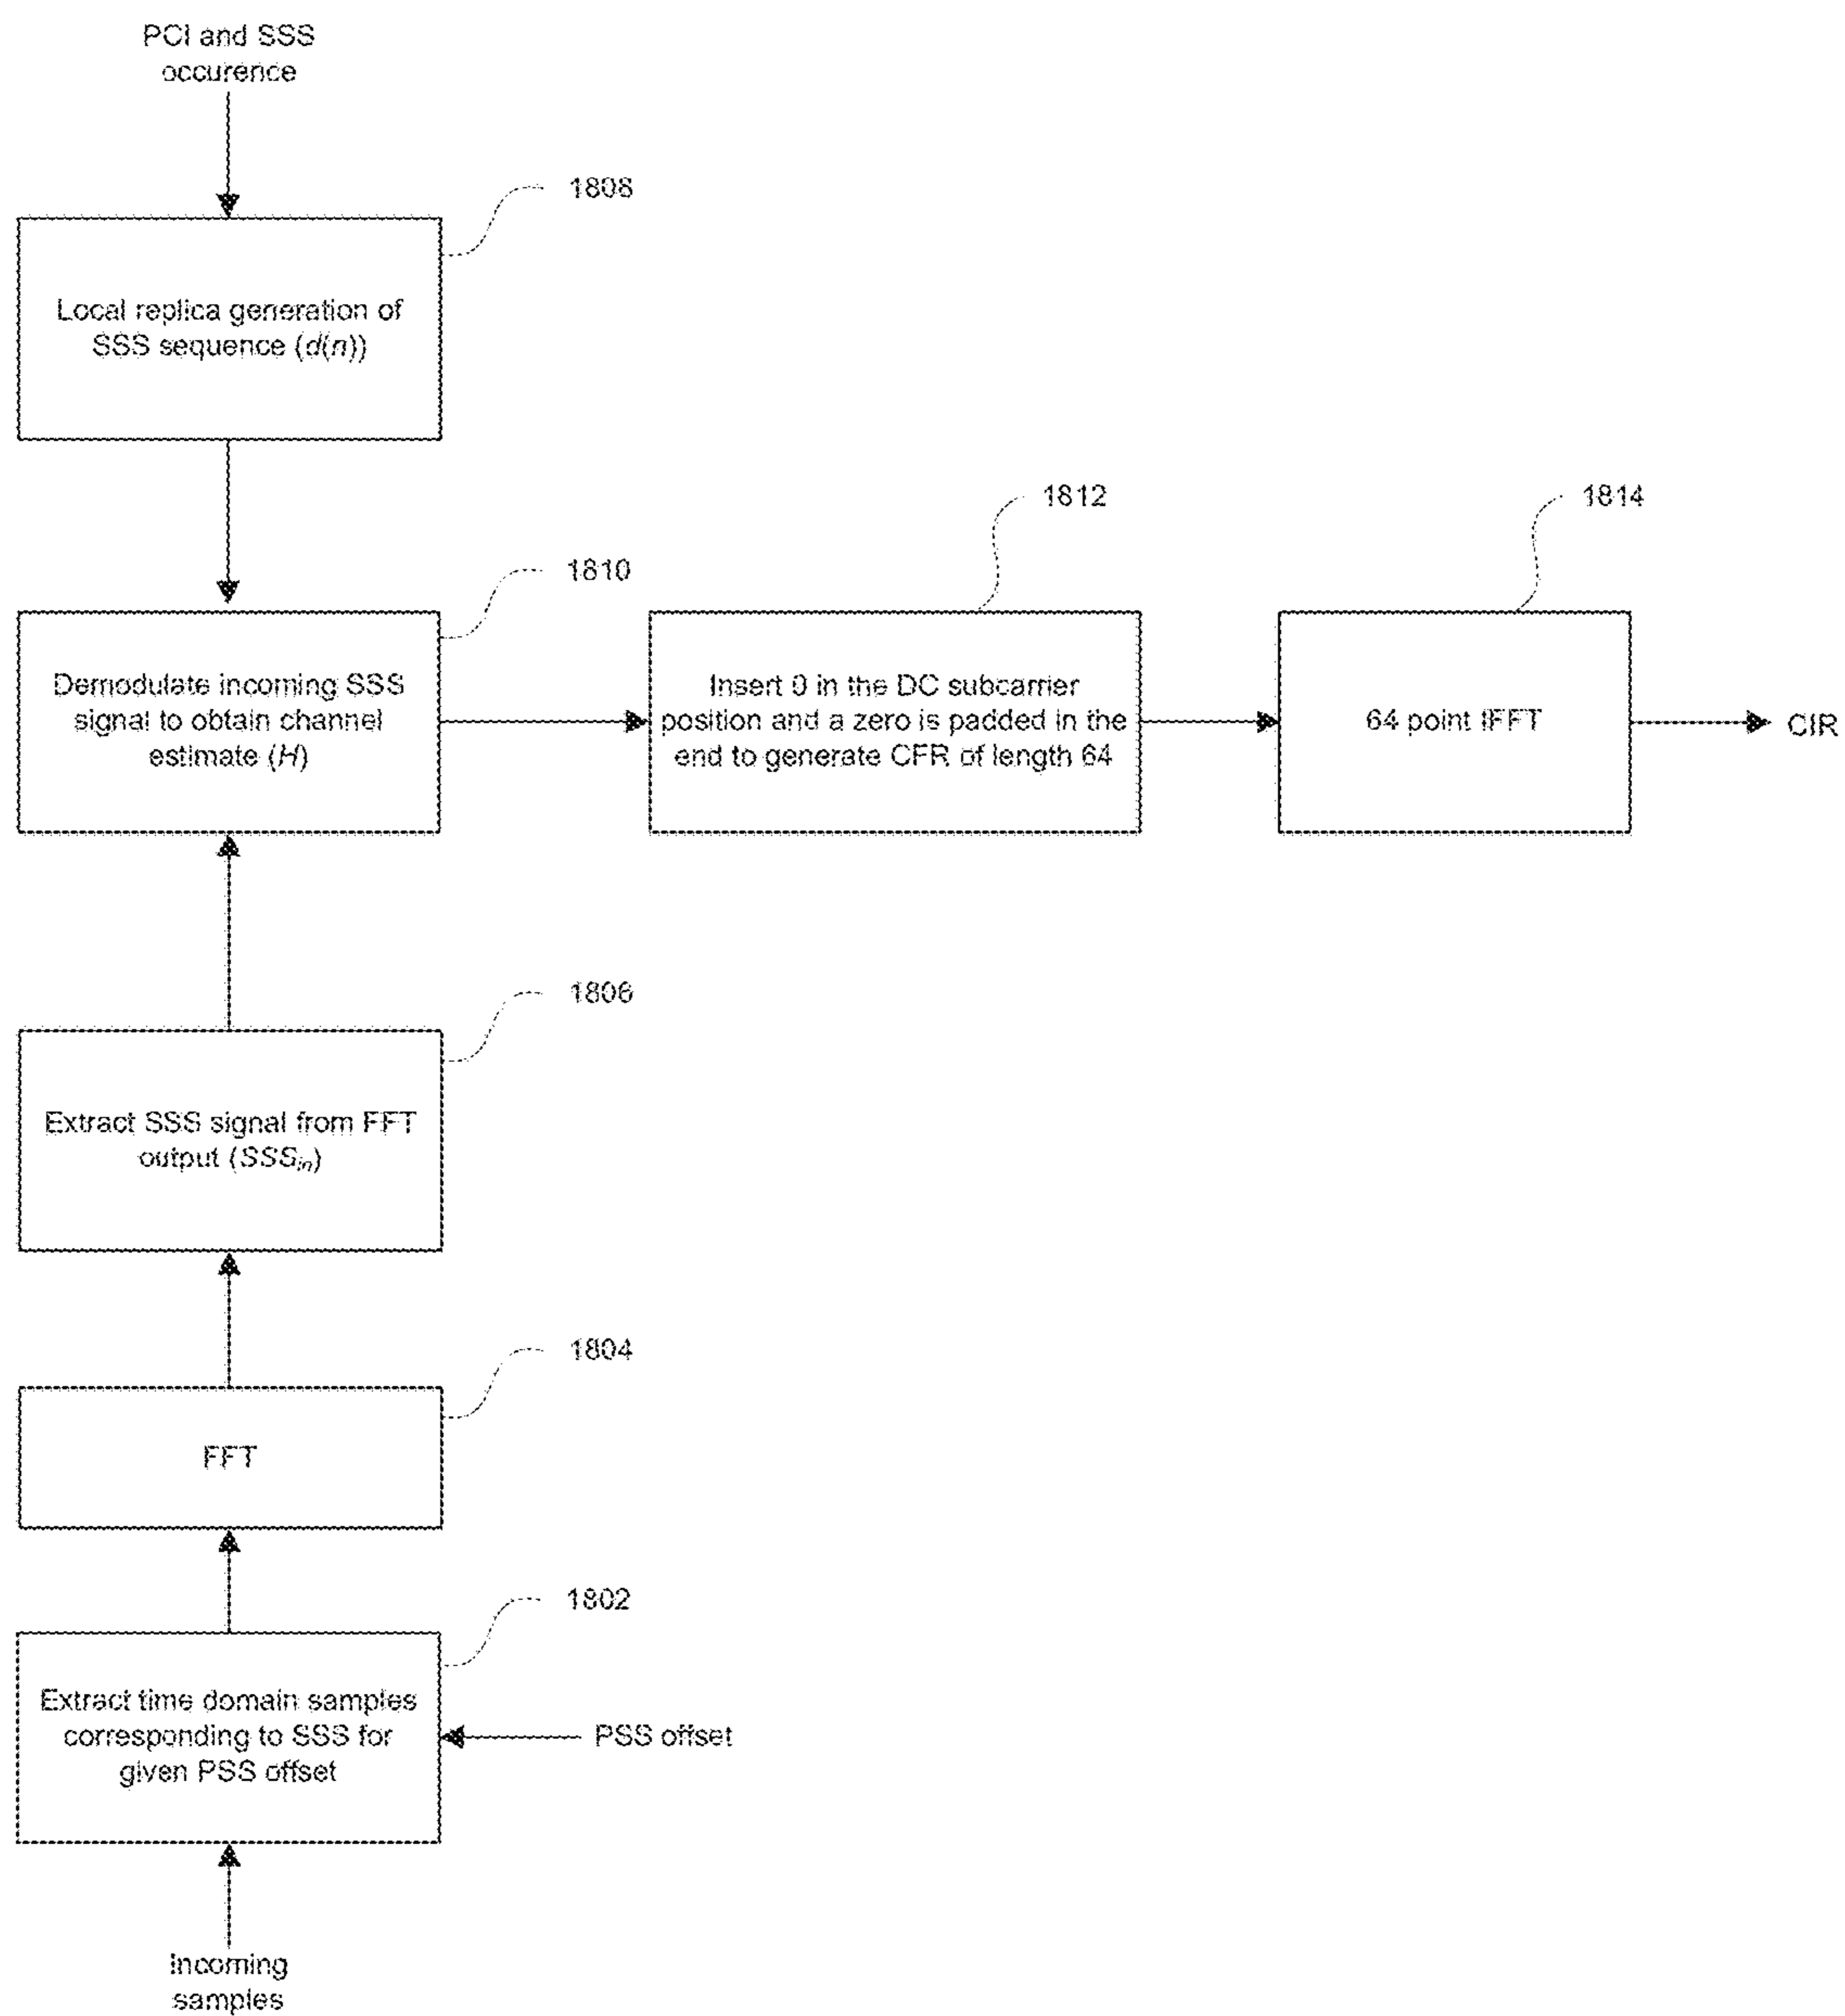 PCI and SSS
occurence
1808
Local replica generation of
SSS sequence (d(n))
1812
1814
1810
Demodulate incoming SSS
signal to obtain channel
estimate (H)
Insert 0 in the DC subcarrier
position and a zero is padded in the
end to generate CFR of length 64
64 point IFFT
CIR
1806
Extract SSS signal from FFT
output (SSSin)
1804
FFT
1802
Extract time domain samples
corresponding to SSS for
given PSS offset
PSS offset
Incoming
samples